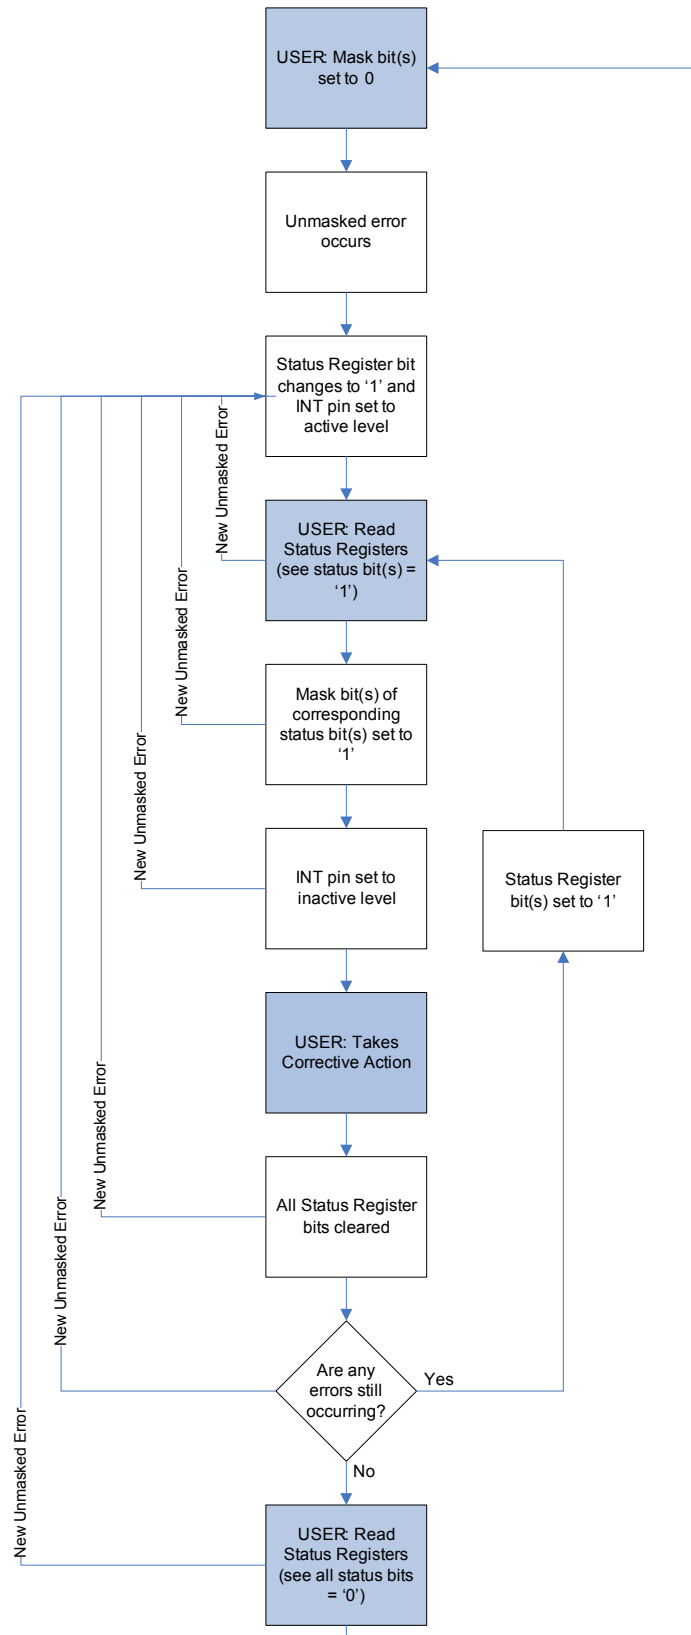 USER: Mask bit(s)
set to 0
Unmasked error
occurs
Status Register bit
changes to ‘1’ and
INT pin set to
active level
New Unmasked Error
USER: Read
Status Registers
(see status bit(s) =
‘1’)
New Unmasked Error
Mask bit(s) of
corresponding
status bit(s) set to
‘1’
New Unmasked Error
INT pin set to
inactive level
Status Register
bit(s) set to ‘1’
USER: Takes
Corrective Action
New Unmasked Error
All Status Register
bits cleared
New Unmasked Error
Are any
errors still
occurring?
Yes
No
New Unmasked Error
USER: Read
Status Registers
(see all status bits
= ‘0’)